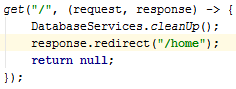 get("/", (request, response) -> {
    DatabaseServices.cleanUp();
    response.redirect("/home");
    return null;
});